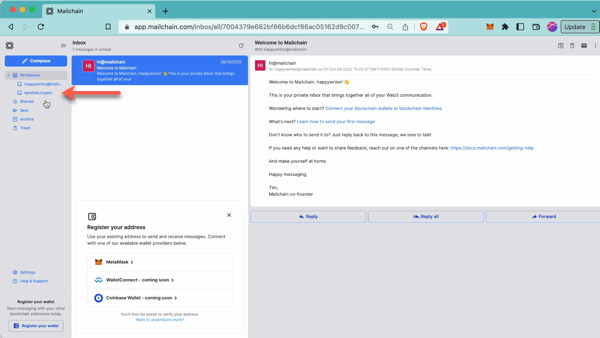 Mailchain
app.mailchain.com/inbox/all/7004379e662bf86b6dcf86ac05162d9c007...
Update
Compose
All inboxes
happywriter@mailc...
Starred
Sent
Archive
Trash
Settings
Help & Support
Register your wallet
Start messaging with your other
blockchain addresses today.
Register your wallet
Inbox
1 messages 0 unread
HI
hi@mailchain
28/10/2022
Welcome to Mailchain
Welcome to Mailchain, happywriter! 👋 This is your private inbox that brings
together all of your
Register your address
Use your existing address to send and receive messages. Connect
with one of our available wallet providers below.
MetaMask >
WalletConnect - coming soon >
Coinbase Wallet - coming soon >
You'll then be asked to verify your address.
Want to understand more?
Welcome to Mailchain
With hi@mailchain
HI
hi@mailchain
to: happywriter@mailchain on Fri Oct 28 2022 10:23:37 GMT+0100 (British Summer Time)
Welcome to Mailchain, happywriter! 👋
This is your private inbox that brings together all of your Web3 communication.
Wondering where to start? Connect your blockchain wallets or blockchain identities
What's next? Learn how to send your first message
Don't know who to send it to? Just reply back to this message, we love to talk!
If you need any help or want to share feedback, reach out on one of the channels here: https://docs.mailchain.com/getting-help
And make yourself at home.
Happy messaging,
Tim,
Mailchain co-founder
Reply
Reply all
Forward